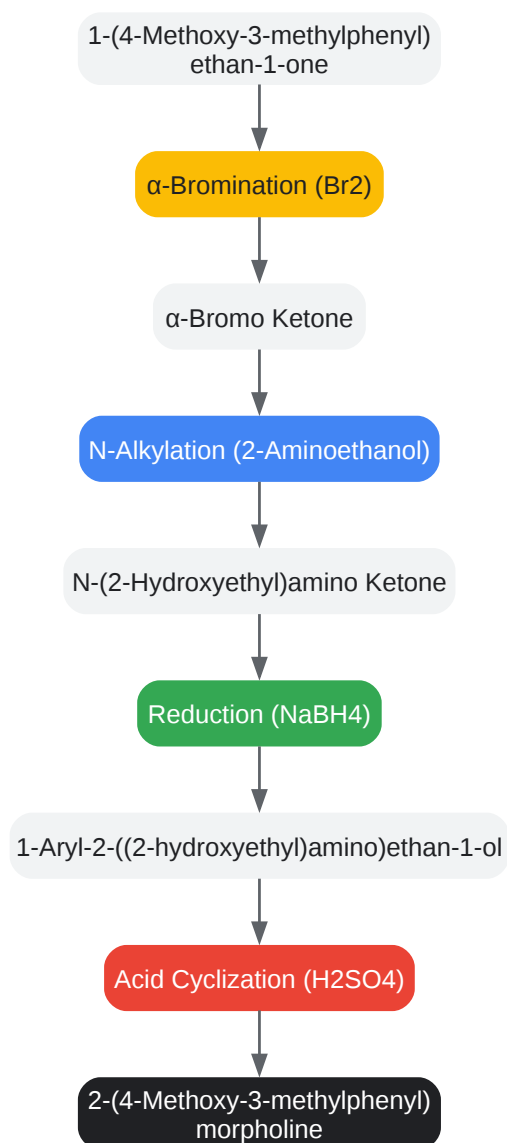 1-(4-Methoxy-3-methylphenyl)
ethan-1-one
α-Bromination (Br2)
α-Bromo Ketone
N-Alkylation (2-Aminoethanol)
N-(2-Hydroxyethyl)amino Ketone
Reduction (NaBH4)
1-Aryl-2-((2-hydroxyethyl)amino)ethan-1-ol
Acid Cyclization (H2SO4)
2-(4-Methoxy-3-methylphenyl)
morpholine